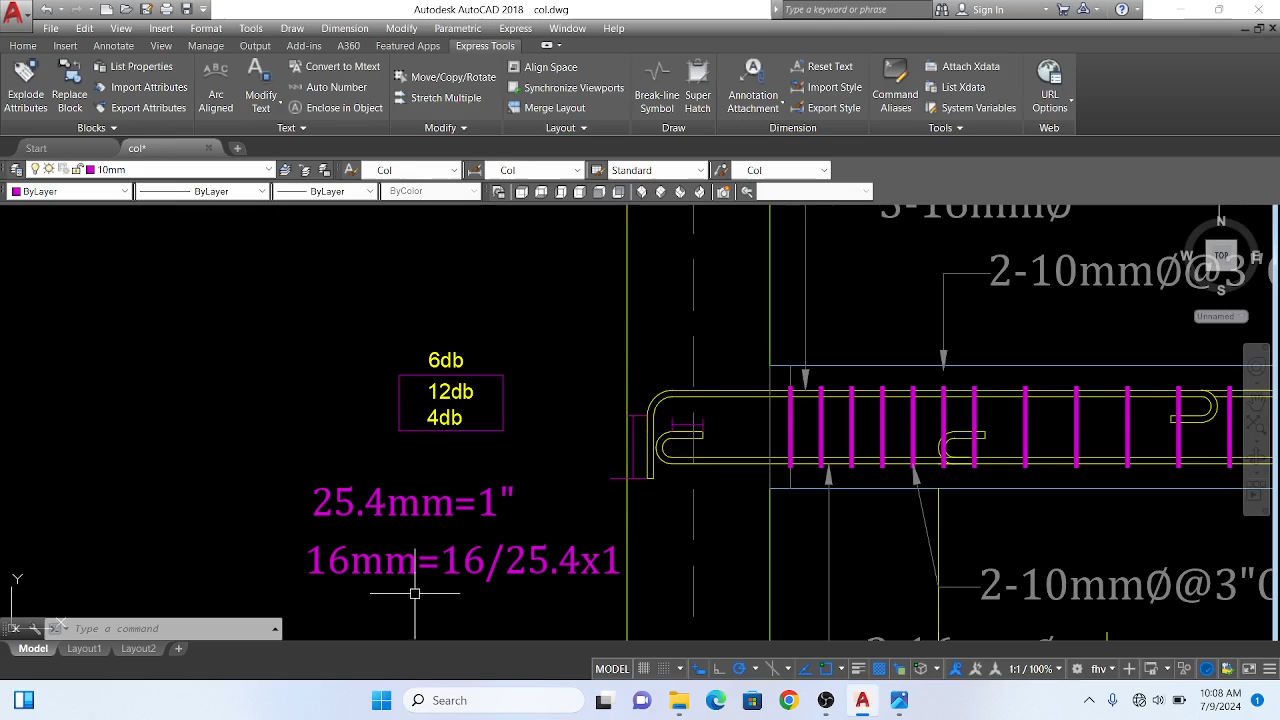 Autodesk AutoCAD 2018 col.dwg
Type a keyword or phrase
Sign In
File Edit View Insert Format Tools Draw Dimension Modify Parametric Express Window Help
Home Insert Annotate Parametric View Manage Output Add-ins A360 Featured Apps Express Tools
Explode Attributes
Replace Block
List Properties
Import Attributes
Export Attributes
Arc Aligned
Modify Text
Convert to Mtext
Auto Number
Enclose in Object
Move/Copy/Rotate
Stretch Multiple
Align Space
Synchronize Viewports
Merge Layout
Break-line Symbol
Super Hatch
Annotation Attachment
Reset Text
Import Style
Export Style
Command Aliases
Attach Xdata
List Xdata
System Variables
URL Options
Blocks Text Modify Layout Draw Dimension Tools Web
Start col*
10mm Col Col Standard Col
ByLayer ByLayer ByLayer ByColor
2-10mmØ@3"
N
W TOP E
S
Unnamed
6db
12db
4db
25.4mm=1"
16mm=16/25.4x1
2-10mmØ@3"
Y
Type a command
Model Layout1 Layout2
MODEL 1:1/100% fhv
Search
10:08 AM
7/9/2024